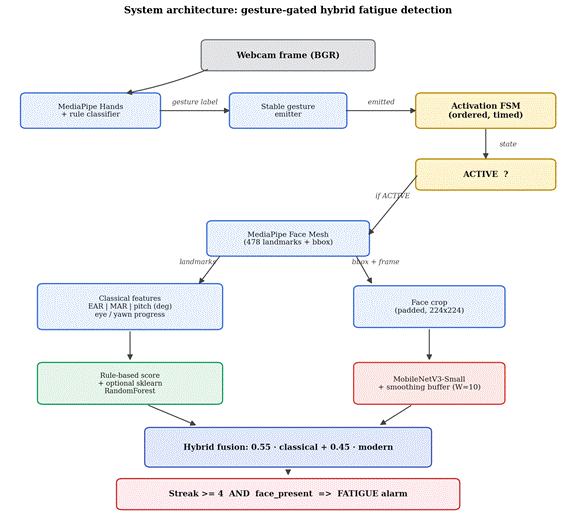 System architecture: gesture-gated hybrid fatigue detection
Webcam frame (BGR)
MediaPipe Hands
+ rule classifier
gesture label
Stable gesture
emitter
emitted
Activation FSM
(ordered, timed)
state
ACTIVE ?
if ACTIVE
MediaPipe Face Mesh
(478 landmarks + bbox)
landmarks
bbox + frame
Classical features
EAR | MAR | pitch (deg)
eye / yawn progress
Face crop
(padded, 224x224)
Rule-based score
+ optional sklearn
RandomForest
MobileNetV3-Small
+ smoothing buffer (W=10)
Hybrid fusion: 0.55 · classical + 0.45 · modern
Streak >= 4 AND face_present => FATIGUE alarm